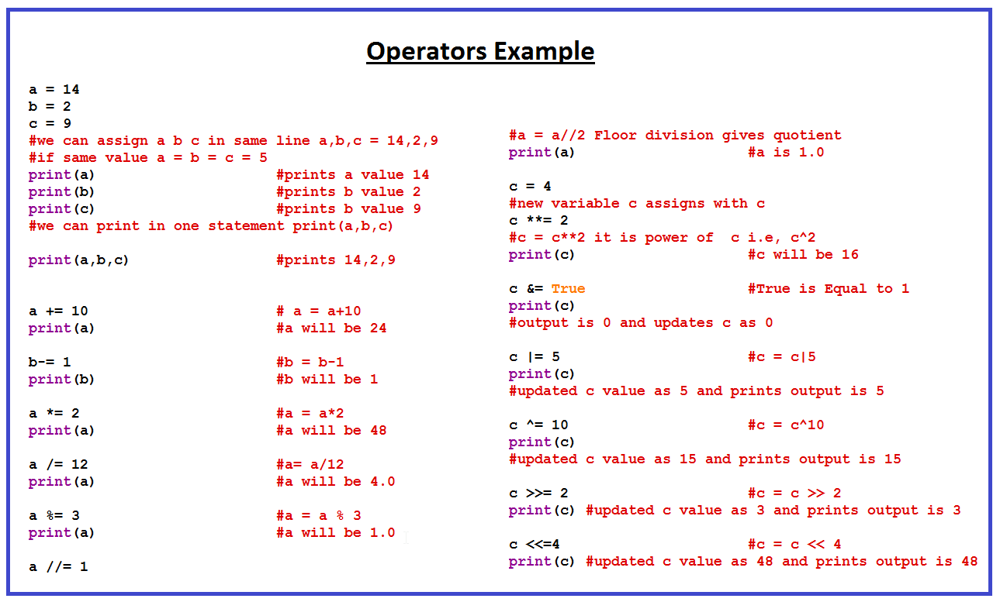 Operators Example
a = 14
b = 2
c = 9
#we can assign a b c in same line a,b,c = 14,2,9
#if same value a = b = c = 5
print(a) #prints a value 14
print(b) #prints b value 2
print(c) #prints b value 9
#we can print in one statement print(a,b,c)
print(a,b,c) #prints 14,2,9
a += 10 # a = a+10
print(a) #a will be 24
b-= 1 #b = b-1
print(b) #b will be 1
a *= 2 #a = a*2
print(a) #a will be 48
a /= 12 #a= a/12
print(a) #a will be 4.0
a %= 3 #a = a % 3
print(a) #a will be 1.0
a //= 1
#a = a//2 Floor division gives quotient
print(a) #a is 1.0
c = 4
#new variable c assigns with c
c **= 2
#c = c**2 it is power of  c i.e, c^2
print(c) #c will be 16
c &= True #True is Equal to 1
print(c)
#output is 0 and updates c as 0
c |= 5 #c = c|5
print(c)
#updated c value as 5 and prints output is 5
c ^= 10 #c = c^10
print(c)
#updated c value as 15 and prints output is 15
c >>= 2 #c = c >> 2
print(c) #updated c value as 3 and prints output is 3
c <<=4 #c = c << 4
print(c) #updated c value as 48 and prints output is 48